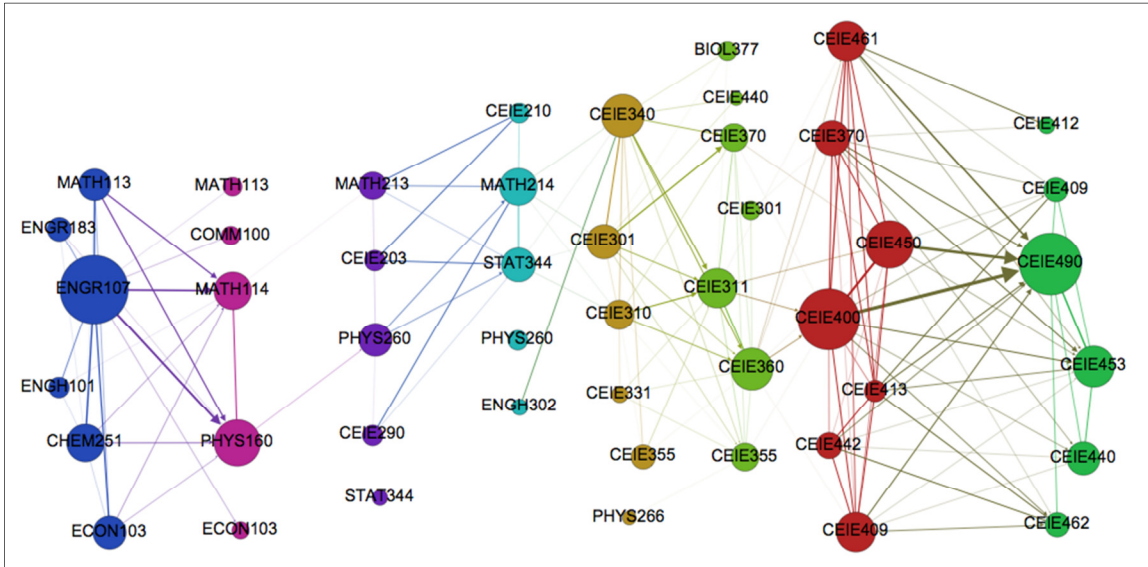 MATH113
ENGR183
ENGR107
ENGH101
CHEM251
ECON103
MATH113
COMM100
MATH114
PHYS160
ECON103
MATH213
CEIE203
PHYS260
CEIE290
STAT344
CEIE210
MATH214
STAT344
PHYS260
ENGH302
CEIE340
CEIE301
CEIE310
CEIE331
CEIE355
PHYS266
BIOL377
CEIE440
CEIE370
CEIE301
CEIE311
CEIE360
CEIE355
CEIE461
CEIE370
CEIE450
CEIE400
CEIE413
CEIE442
CEIE409
CEIE412
CEIE409
CEIE490
CEIE453
CEIE440
CEIE462